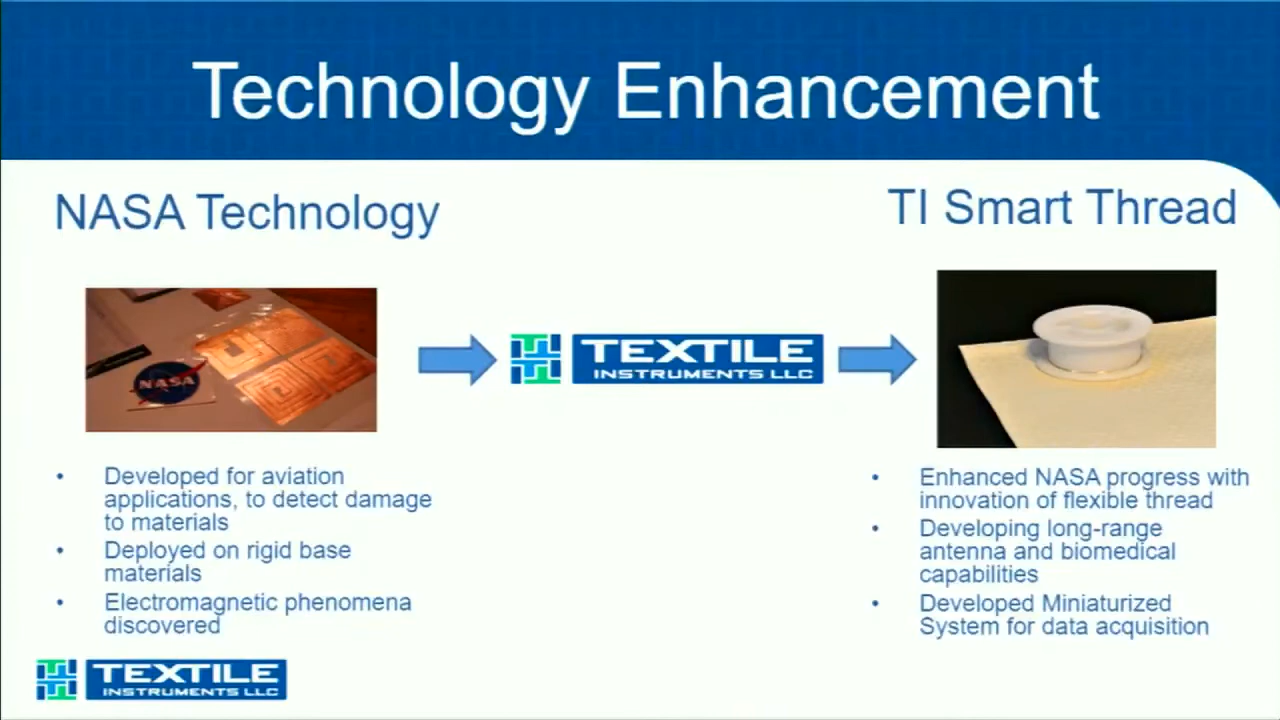 Technology Enhancement
NASA Technology
TI Smart Thread
NASA
TEXTILE
INSTRUMENTS LLC
• Developed for aviation
applications, to detect damage
to materials
• Deployed on rigid base
materials
• Electromagnetic phenomena
discovered
• Enhanced NASA progress with
innovation of flexible thread
• Developing long-range
antenna and biomedical
capabilities
• Developed Miniaturized
System for data acquisition
TEXTILE
INSTRUMENTS LLC